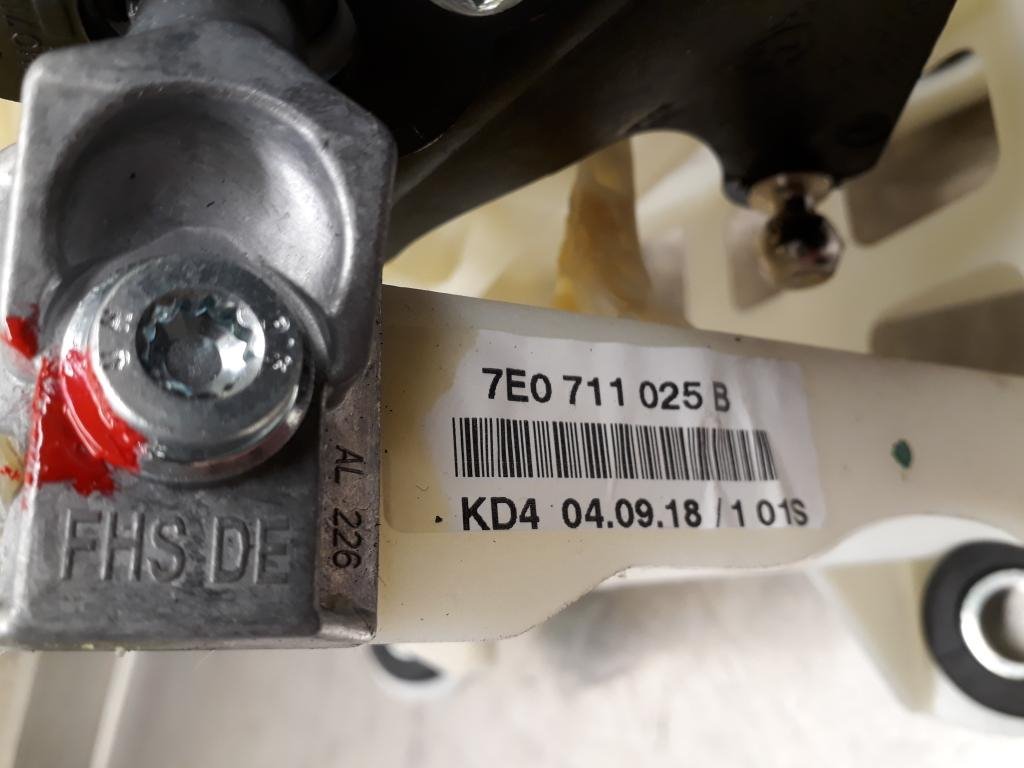 7E0 711 025 B
KD4 04.09.18 / 1 01S
FHS DE
AL 226